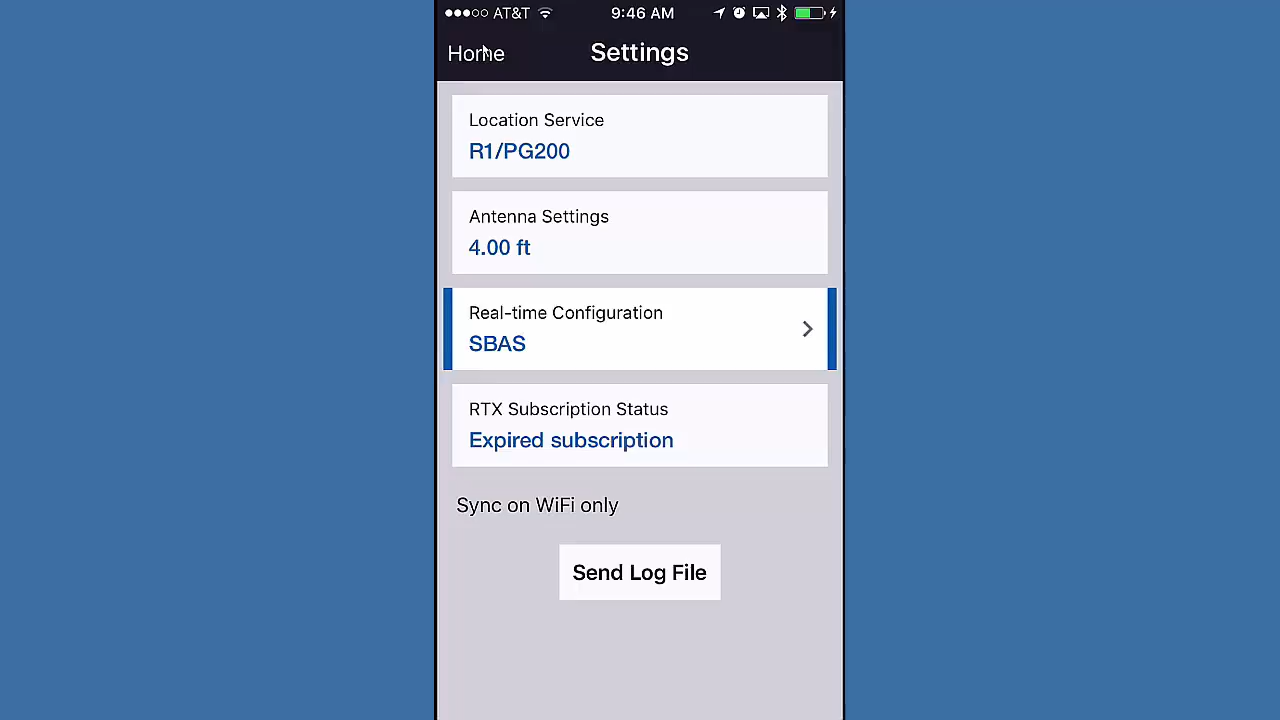 AT&T 9:46 AM
Home Settings
Location Service
R1/PG200
Antenna Settings
4.00 ft
Real-time Configuration
SBAS
RTX Subscription Status
Expired subscription
Sync on WiFi only
Send Log File